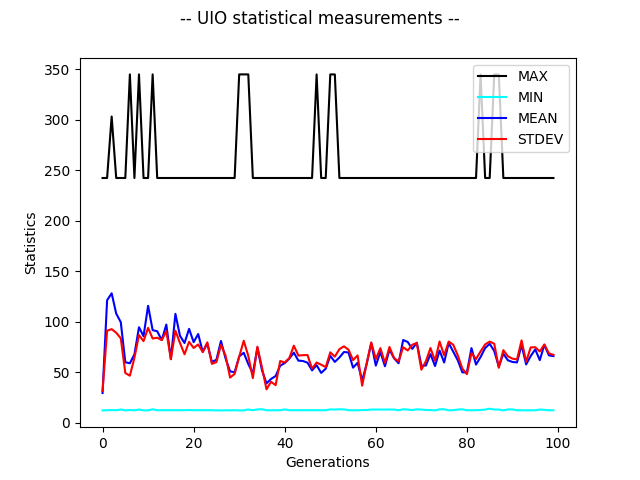 -- UIO statistical measurements --
350
300
250
200
150
100
50
0
Statistics
MAX
MIN
MEAN
STDEV
0 20 40 60 80 100
Generations